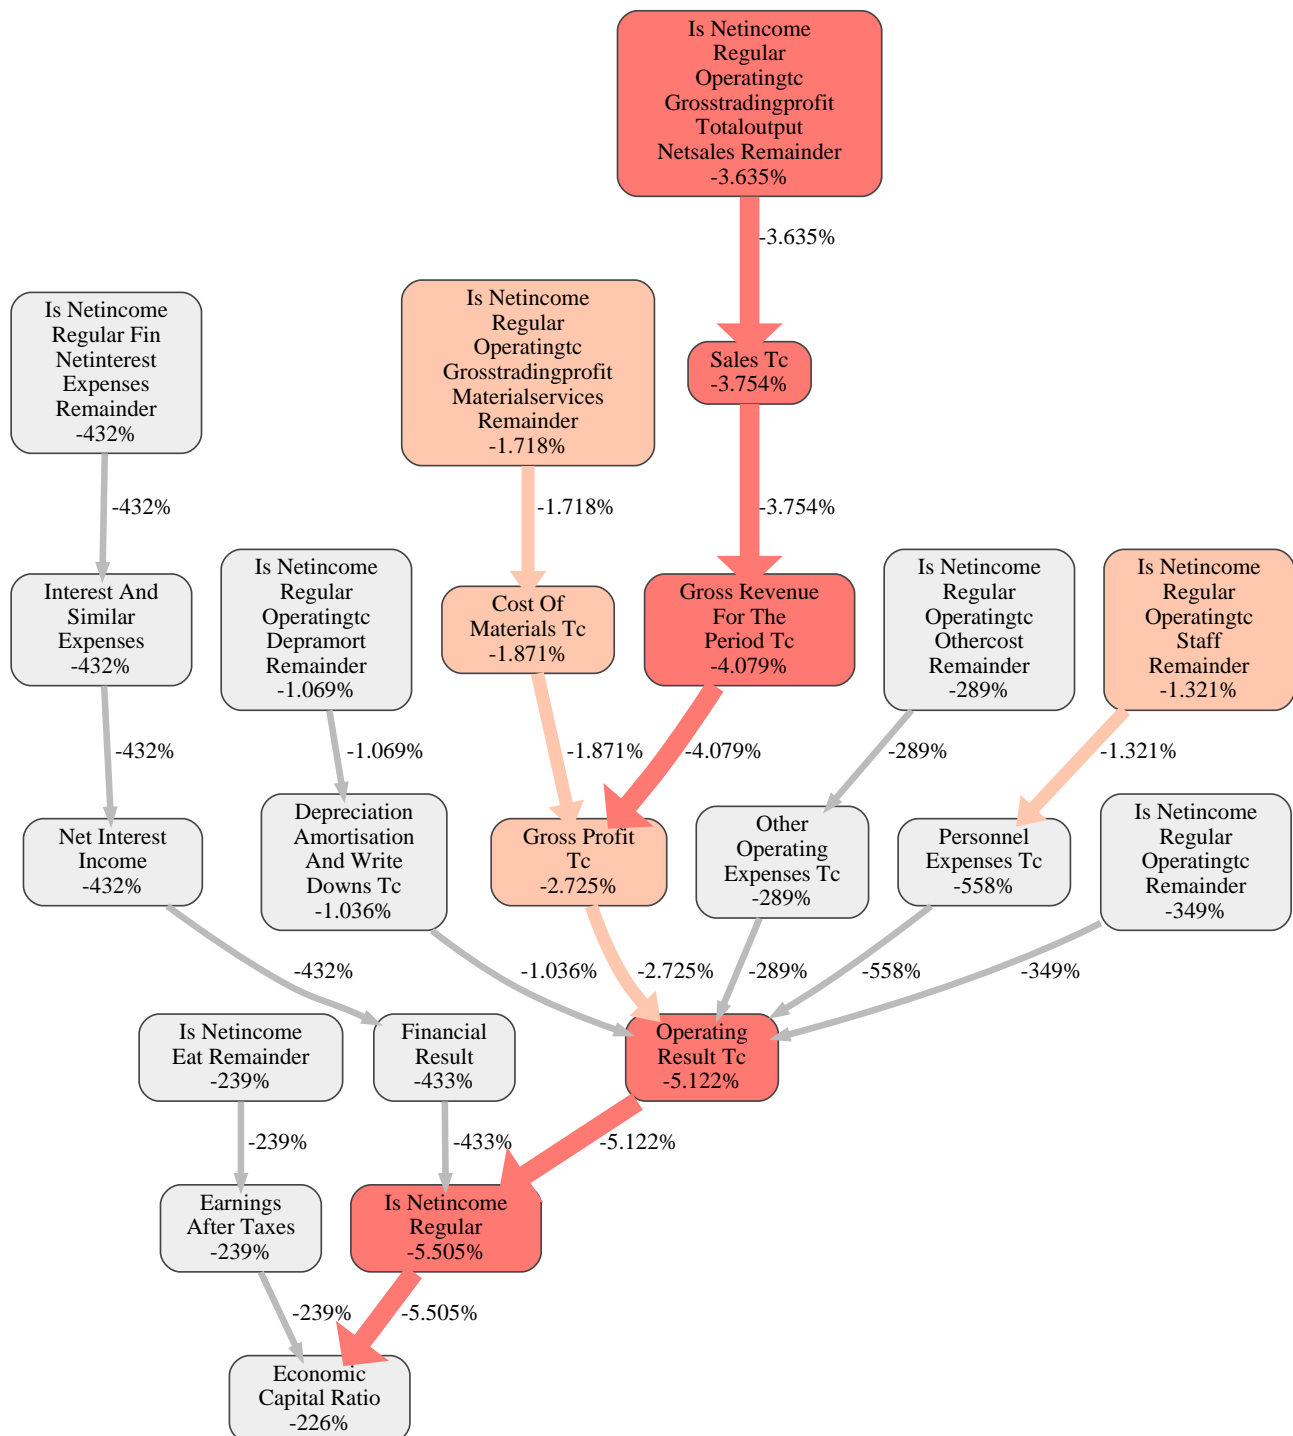 Is Netincome
Regular
Operatingtc
Grosstradingprofit
Totaloutput
Netsales Remainder
-3.635%
-3.635%
Is Netincome
Regular Fin
Netinterest
Expenses
Remainder
-432%
Is Netincome
Regular
Operatingtc
Grosstradingprofit
Materialservices
Remainder
-1.718%
Sales Tc
-3.754%
-432%
-1.718%
-3.754%
Interest And
Similar
Expenses
-432%
Is Netincome
Regular
Operatingtc
Depramort
Remainder
-1.069%
Cost Of
Materials Tc
-1.871%
Gross Revenue
For The
Period Tc
-4.079%
Is Netincome
Regular
Operatingtc
Othercost
Remainder
-289%
Is Netincome
Regular
Operatingtc
Staff
Remainder
-1.321%
-432%
-1.069%
-1.871%
-4.079%
-289%
-1.321%
Net Interest
Income
-432%
Depreciation
Amortisation
And Write
Downs Tc
-1.036%
Gross Profit
Tc
-2.725%
Other
Operating
Expenses Tc
-289%
Personnel
Expenses Tc
-558%
Is Netincome
Regular
Operatingtc
Remainder
-349%
-432%
-1.036%
-2.725%
-289%
-558%
-349%
Is Netincome
Eat Remainder
-239%
Financial
Result
-433%
Operating
Result Tc
-5.122%
-239%
-433%
-5.122%
Earnings
After Taxes
-239%
Is Netincome
Regular
-5.505%
-239%
-5.505%
Economic
Capital Ratio
-226%